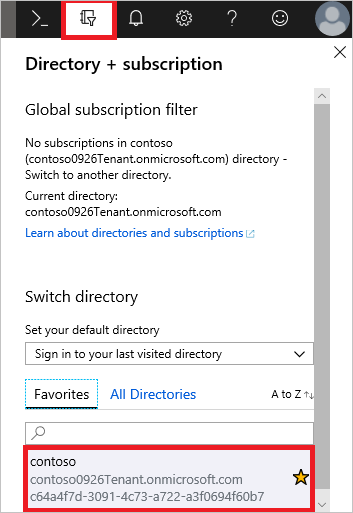 Directory + subscription
Global subscription filter
No subscriptions in contoso
(contoso0926Tenant.onmicrosoft.com) directory -
Switch to another directory.
Current directory:
contoso0926Tenant.onmicrosoft.com
Learn about directories and subscriptions
Switch directory
Set your default directory
Sign in to your last visited directory
Favorites All Directories A to Z ↑↓
contoso
contoso0926Tenant.onmicrosoft.com
c64a4f7d-3091-4c73-a722-a3f0694f60b7